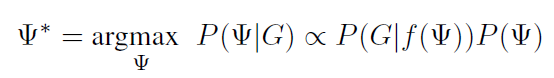 Ψ* = argmax P(Ψ|G) ∝ P(G|f(Ψ))P(Ψ)
Ψ